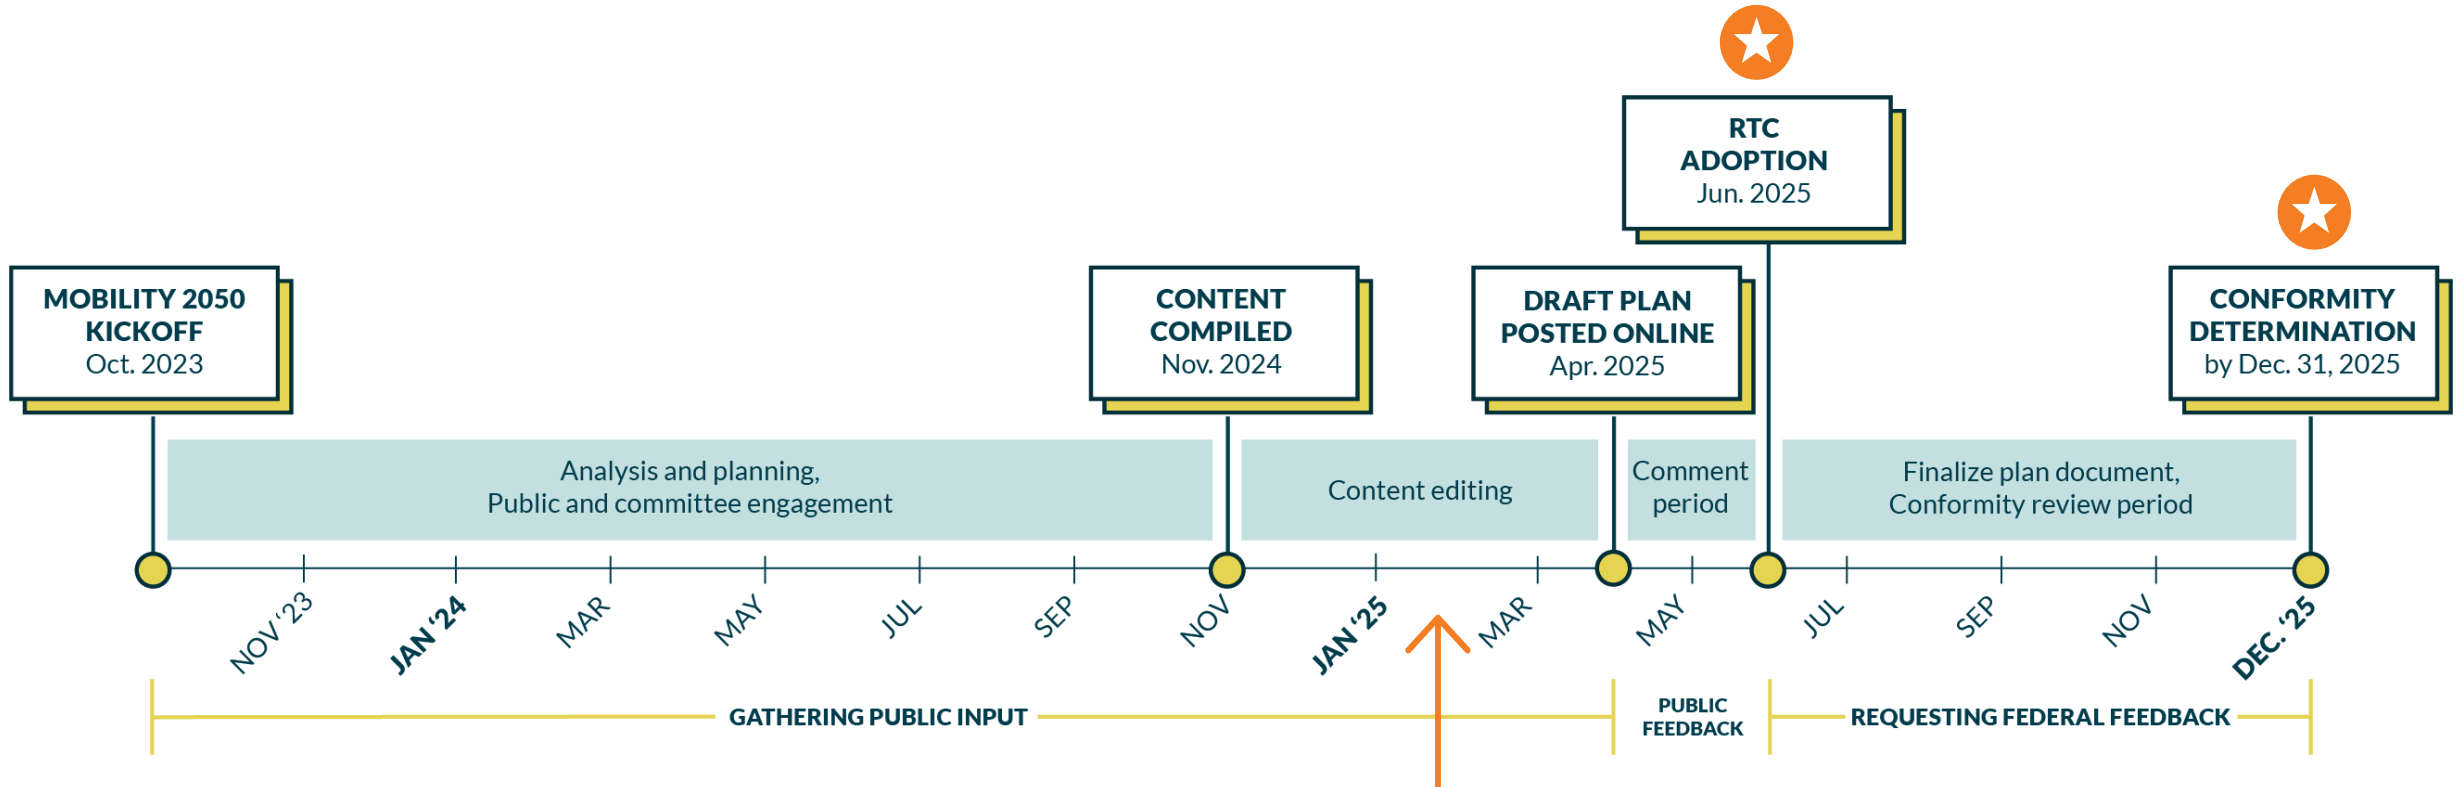 RTC
ADOPTION
Jun. 2025
MOBILITY 2050
KICKOFF
Oct. 2023
CONTENT
COMPILED
Nov. 2024
DRAFT PLAN
POSTED ONLINE
Apr. 2025
CONFORMITY
DETERMINATION
by Dec. 31, 2025
Analysis and planning,
Public and committee engagement
Content editing
Comment
period
Finalize plan document,
Conformity review period
NOV ‘23
JAN ‘24
MAR
MAY
JUL
SEP
NOV
JAN ‘25
MAR
MAY
JUL
SEP
NOV
DEC. ‘25
GATHERING PUBLIC INPUT
PUBLIC
FEEDBACK
REQUESTING FEDERAL FEEDBACK